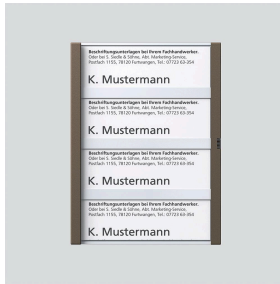 Beschriftungsunterlagen bei Ihrem Fachhandwerker.
Oder bei S. Siedle & Söhne, Abt. Marketing-Service,
Postfach 1155, 78120 Furtwangen, Tel.: 07723 63-354
K. Mustermann
Beschriftungsunterlagen bei Ihrem Fachhandwerker.
Oder bei S. Siedle & Söhne, Abt. Marketing-Service,
Postfach 1155, 78120 Furtwangen, Tel.: 07723 63-354
K. Mustermann
Beschriftungsunterlagen bei Ihrem Fachhandwerker.
Oder bei S. Siedle & Söhne, Abt. Marketing-Service,
Postfach 1155, 78120 Furtwangen, Tel.: 07723 63-354
K. Mustermann
Beschriftungsunterlagen bei Ihrem Fachhandwerker.
Oder bei S. Siedle & Söhne, Abt. Marketing-Service,
Postfach 1155, 78120 Furtwangen, Tel.: 07723 63-354
K. Mustermann